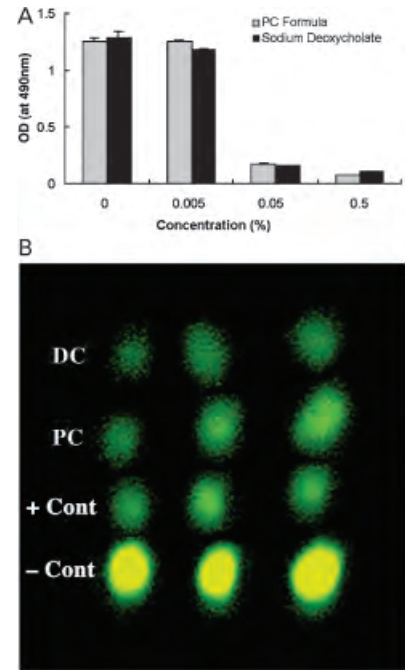 A
PC Formula
Sodium Deoxycholate
OD (at 490nm)
1.5
1
0.5
0
0 0.005 0.05 0.5
Concentration (%)
B
DC
PC
+ Cont
− Cont